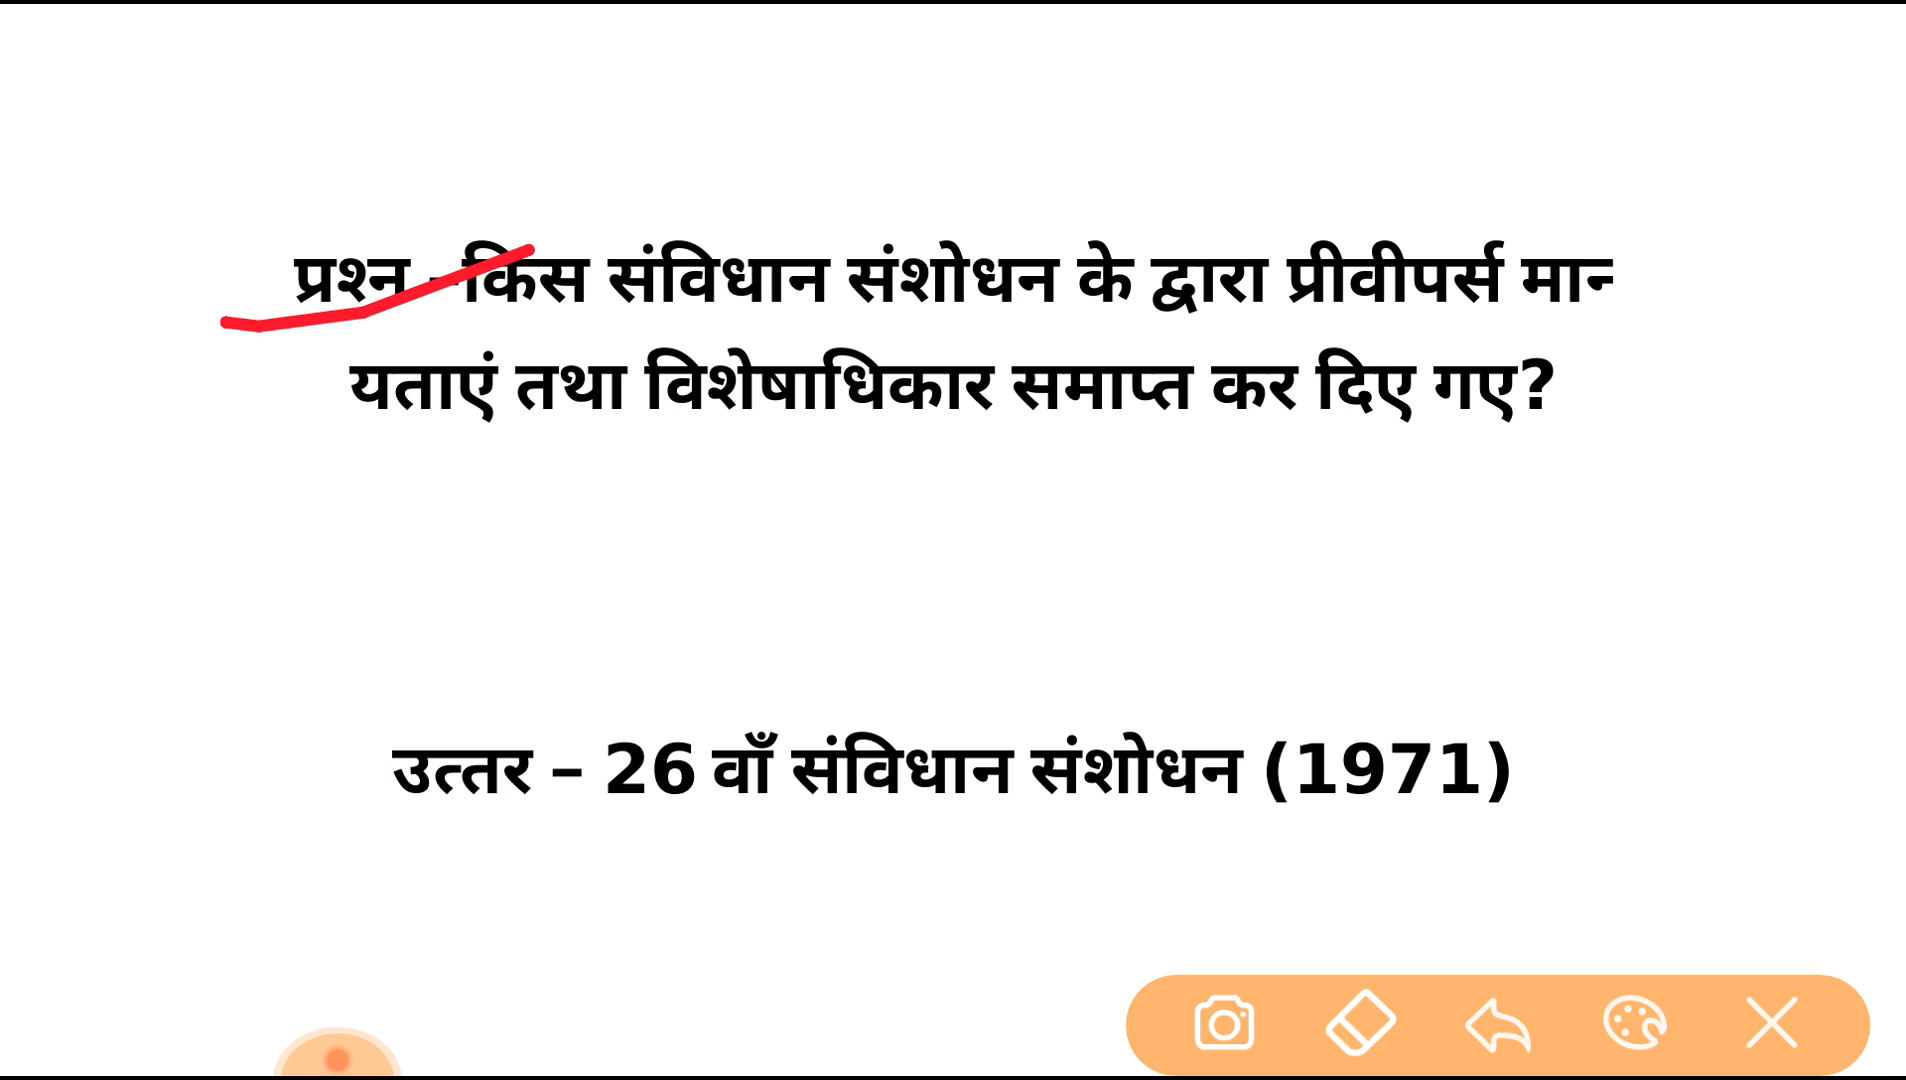 प्रश्न -किस संविधान संशोधन के द्वारा प्रीवीपर्स मान्
यताएं तथा विशेषाधिकार समाप्त कर दिए गए?
उत्तर – 26 वाँ संविधान संशोधन (1971)